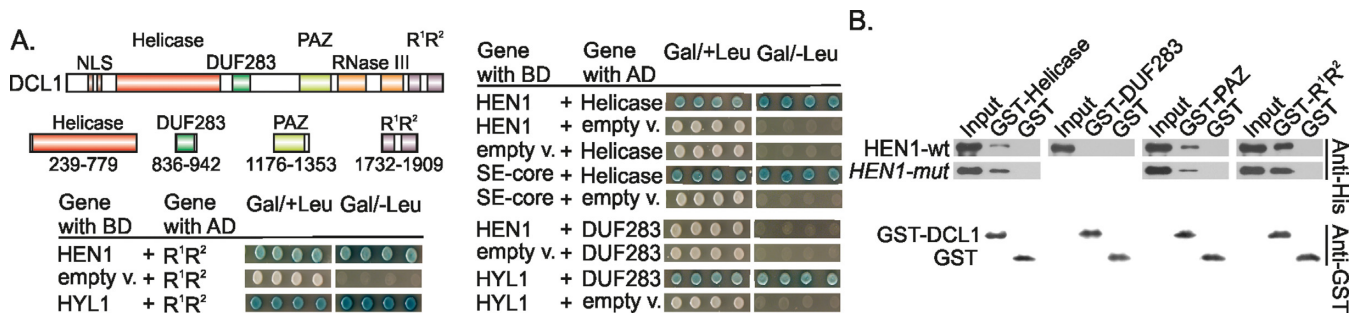 A.
Helicase PAZ R¹R²
NLS DUF283 RNase III
DCL1
Helicase DUF283 PAZ R¹R²
239-779 836-942 1176-1353 1732-1909
Gene with BD Gene with AD Gal/+Leu Gal/-Leu
HEN1 + R¹R²
empty v. + R¹R²
HYL1 + R¹R²
Gene with BD Gene with AD Gal/+Leu Gal/-Leu
HEN1 + Helicase
HEN1 + empty v.
empty v. + Helicase
SE-core + Helicase
SE-core + empty v.
HEN1 + DUF283
empty v. + DUF283
HYL1 + DUF283
HYL1 + empty v.
B.
Input GST-Helicase GST Input GST-DUF283 GST Input GST-PAZ GST Input GST-R¹R² GST
HEN1-wt
HEN1-mut
Anti-His
GST-DCL1
GST
Anti-GST